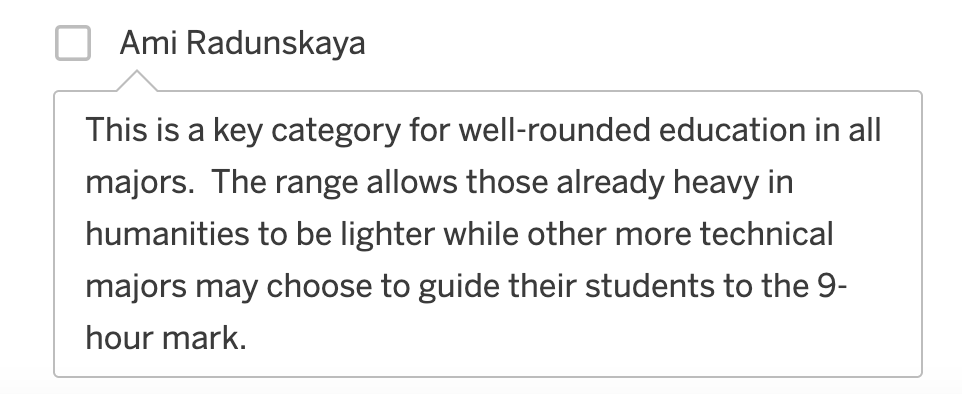 Ami Radunskaya
This is a key category for well-rounded education in all
majors.  The range allows those already heavy in
humanities to be lighter while other more technical
majors may choose to guide their students to the 9-
hour mark.